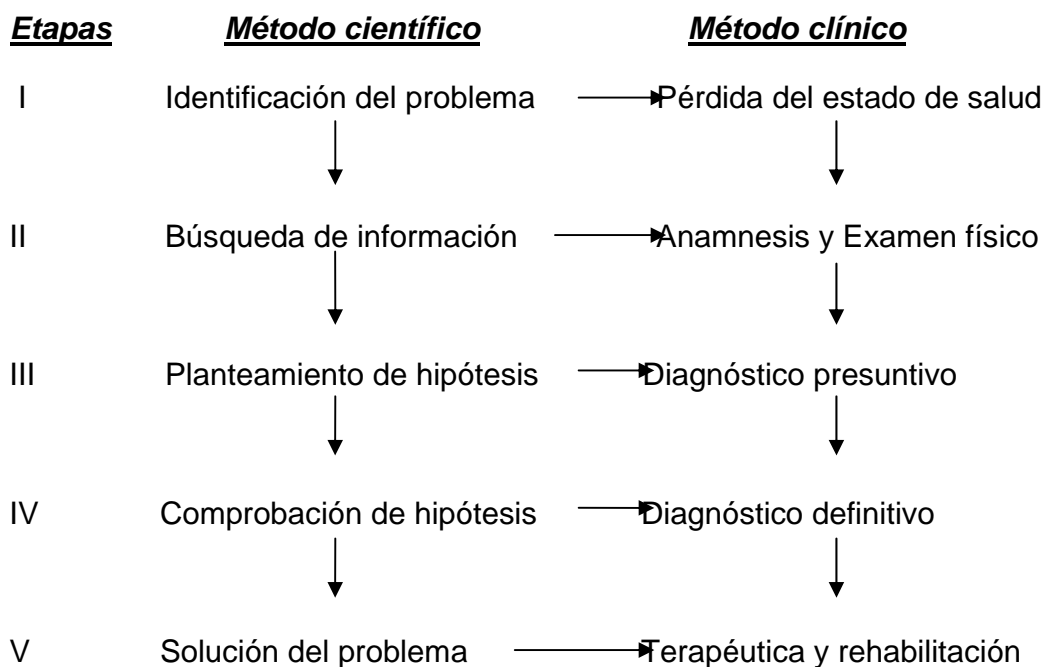 Etapas Método científico Método clínico
I Identificación del problema Pérdida del estado de salud
II Búsqueda de información Anamnesis y Examen físico
III Planteamiento de hipótesis Diagnóstico presuntivo
IV Comprobación de hipótesis Diagnóstico definitivo
V Solución del problema Terapéutica y rehabilitación